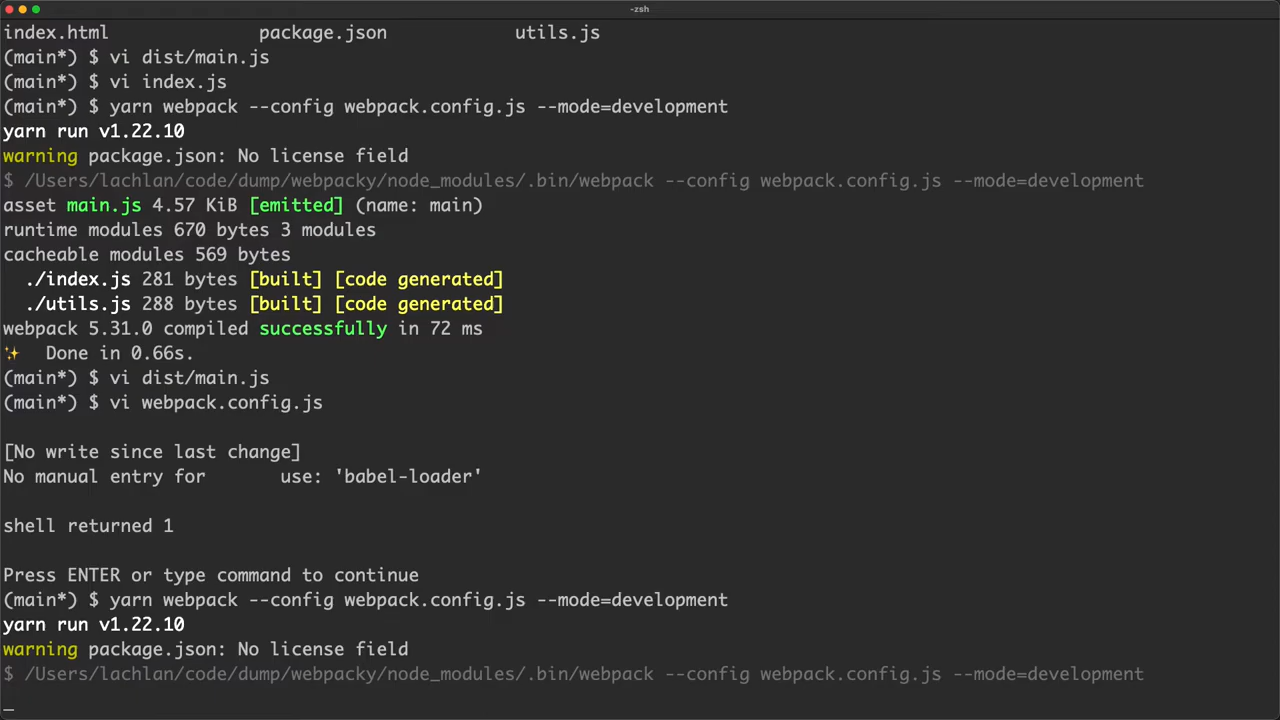 -zsh
index.html package.json utils.js
(main*) $ vi dist/main.js
(main*) $ vi index.js
(main*) $ yarn webpack --config webpack.config.js --mode=development
yarn run v1.22.10
warning package.json: No license field
$ /Users/lachlan/code/dump/webpacky/node_modules/.bin/webpack --config webpack.config.js --mode=development
asset main.js 4.57 KiB [emitted] (name: main)
runtime modules 670 bytes 3 modules
cacheable modules 569 bytes
./index.js 281 bytes [built] [code generated]
./utils.js 288 bytes [built] [code generated]
webpack 5.31.0 compiled successfully in 72 ms
✨ Done in 0.66s.
(main*) $ vi dist/main.js
(main*) $ vi webpack.config.js
[No write since last change]
No manual entry for use: 'babel-loader'
shell returned 1
Press ENTER or type command to continue
(main*) $ yarn webpack --config webpack.config.js --mode=development
yarn run v1.22.10
warning package.json: No license field
$ /Users/lachlan/code/dump/webpacky/node_modules/.bin/webpack --config webpack.config.js --mode=development